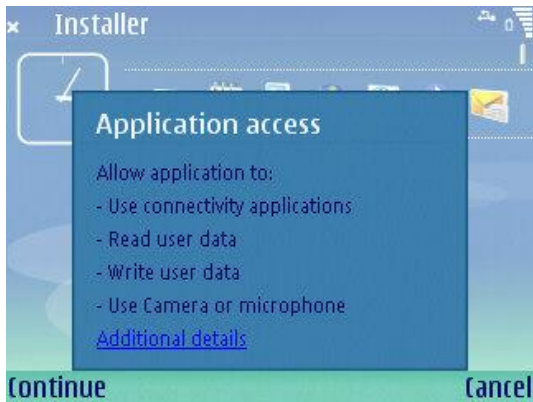 Installer
Application access
Allow application to:
- Use connectivity applications
- Read user data
- Write user data
- Use Camera or microphone
Additional details
Continue Cancel